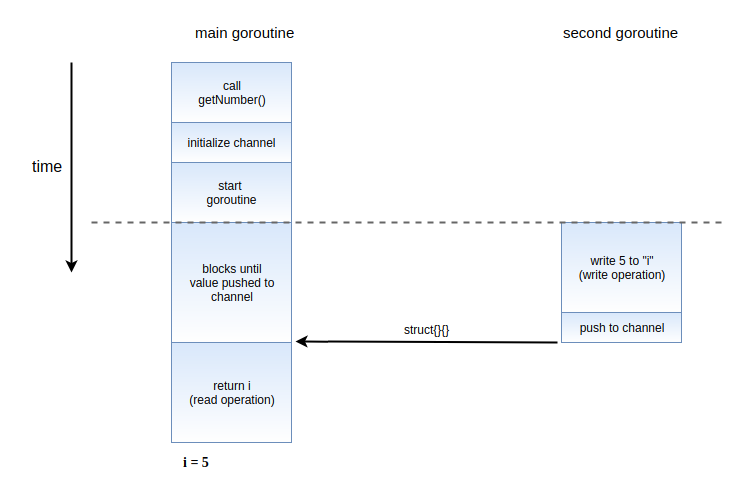 main goroutine
second goroutine
call
getNumber()
initialize channel
time
start
goroutine
blocks until
value pushed to
channel
write 5 to "i"
(write operation)
push to channel
struct{}{}
return i
(read operation)
i = 5